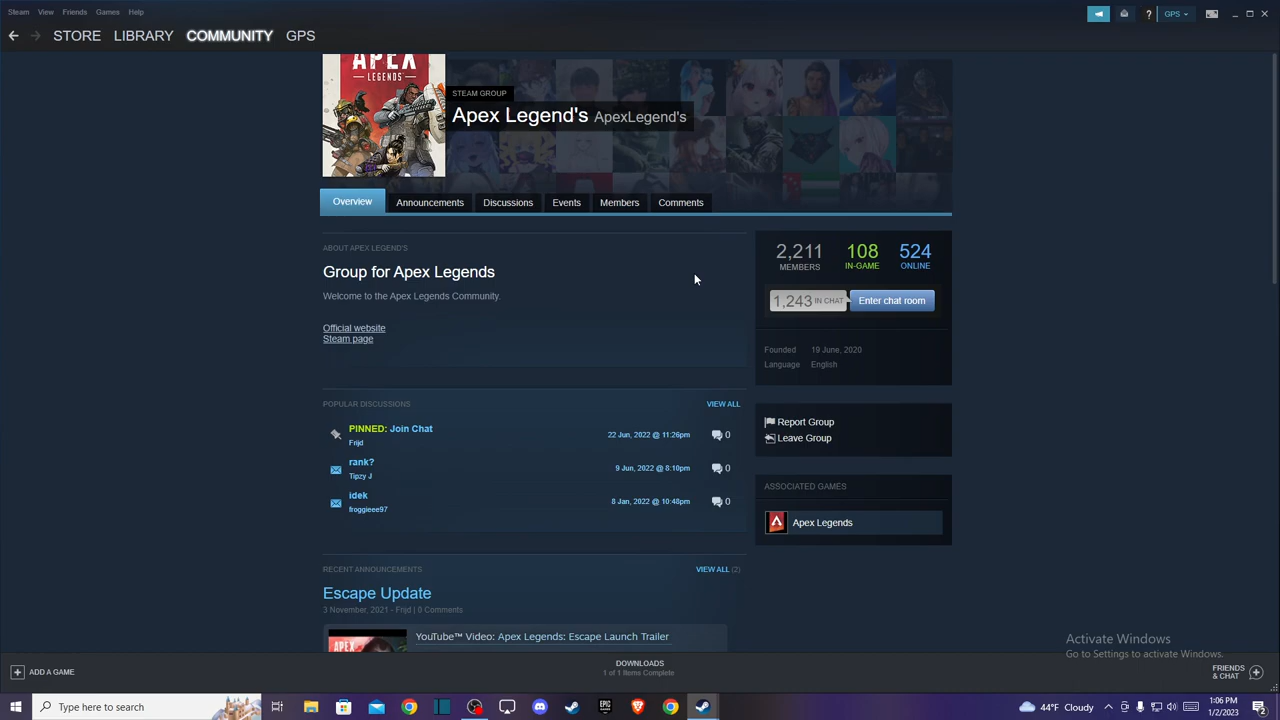 Steam View Friends Games Help
GPS
STORE LIBRARY COMMUNITY GPS
APEX
LEGENDS
STEAM GROUP
Apex Legend's ApexLegend's
Overview Announcements Discussions Events Members Comments
ABOUT APEX LEGEND'S
Group for Apex Legends
Welcome to the Apex Legends Community.
Official website
Steam page
2,211 108 524
MEMBERS IN-GAME ONLINE
1,243 IN CHAT Enter chat room
Founded 19 June, 2020
Language English
POPULAR DISCUSSIONS VIEW ALL
PINNED: Join Chat 22 Jun, 2022 @ 11:26pm 0
Frijd
rank? 9 Jun, 2022 @ 8:10pm 0
Tipzy J
idek 8 Jan, 2022 @ 10:48pm 0
froggieee97
Report Group
Leave Group
ASSOCIATED GAMES
Apex Legends
RECENT ANNOUNCEMENTS VIEW ALL (2)
Escape Update
3 November, 2021 - Frijd | 0 Comments
YouTube™ Video: Apex Legends: Escape Launch Trailer
Activate Windows
Go to Settings to activate Windows.
ADD A GAME
DOWNLOADS
1 of 1 Items Complete
FRIENDS
& CHAT
Type here to search
EPIC
GAMES
44°F Cloudy
1:06 PM
1/2/2023